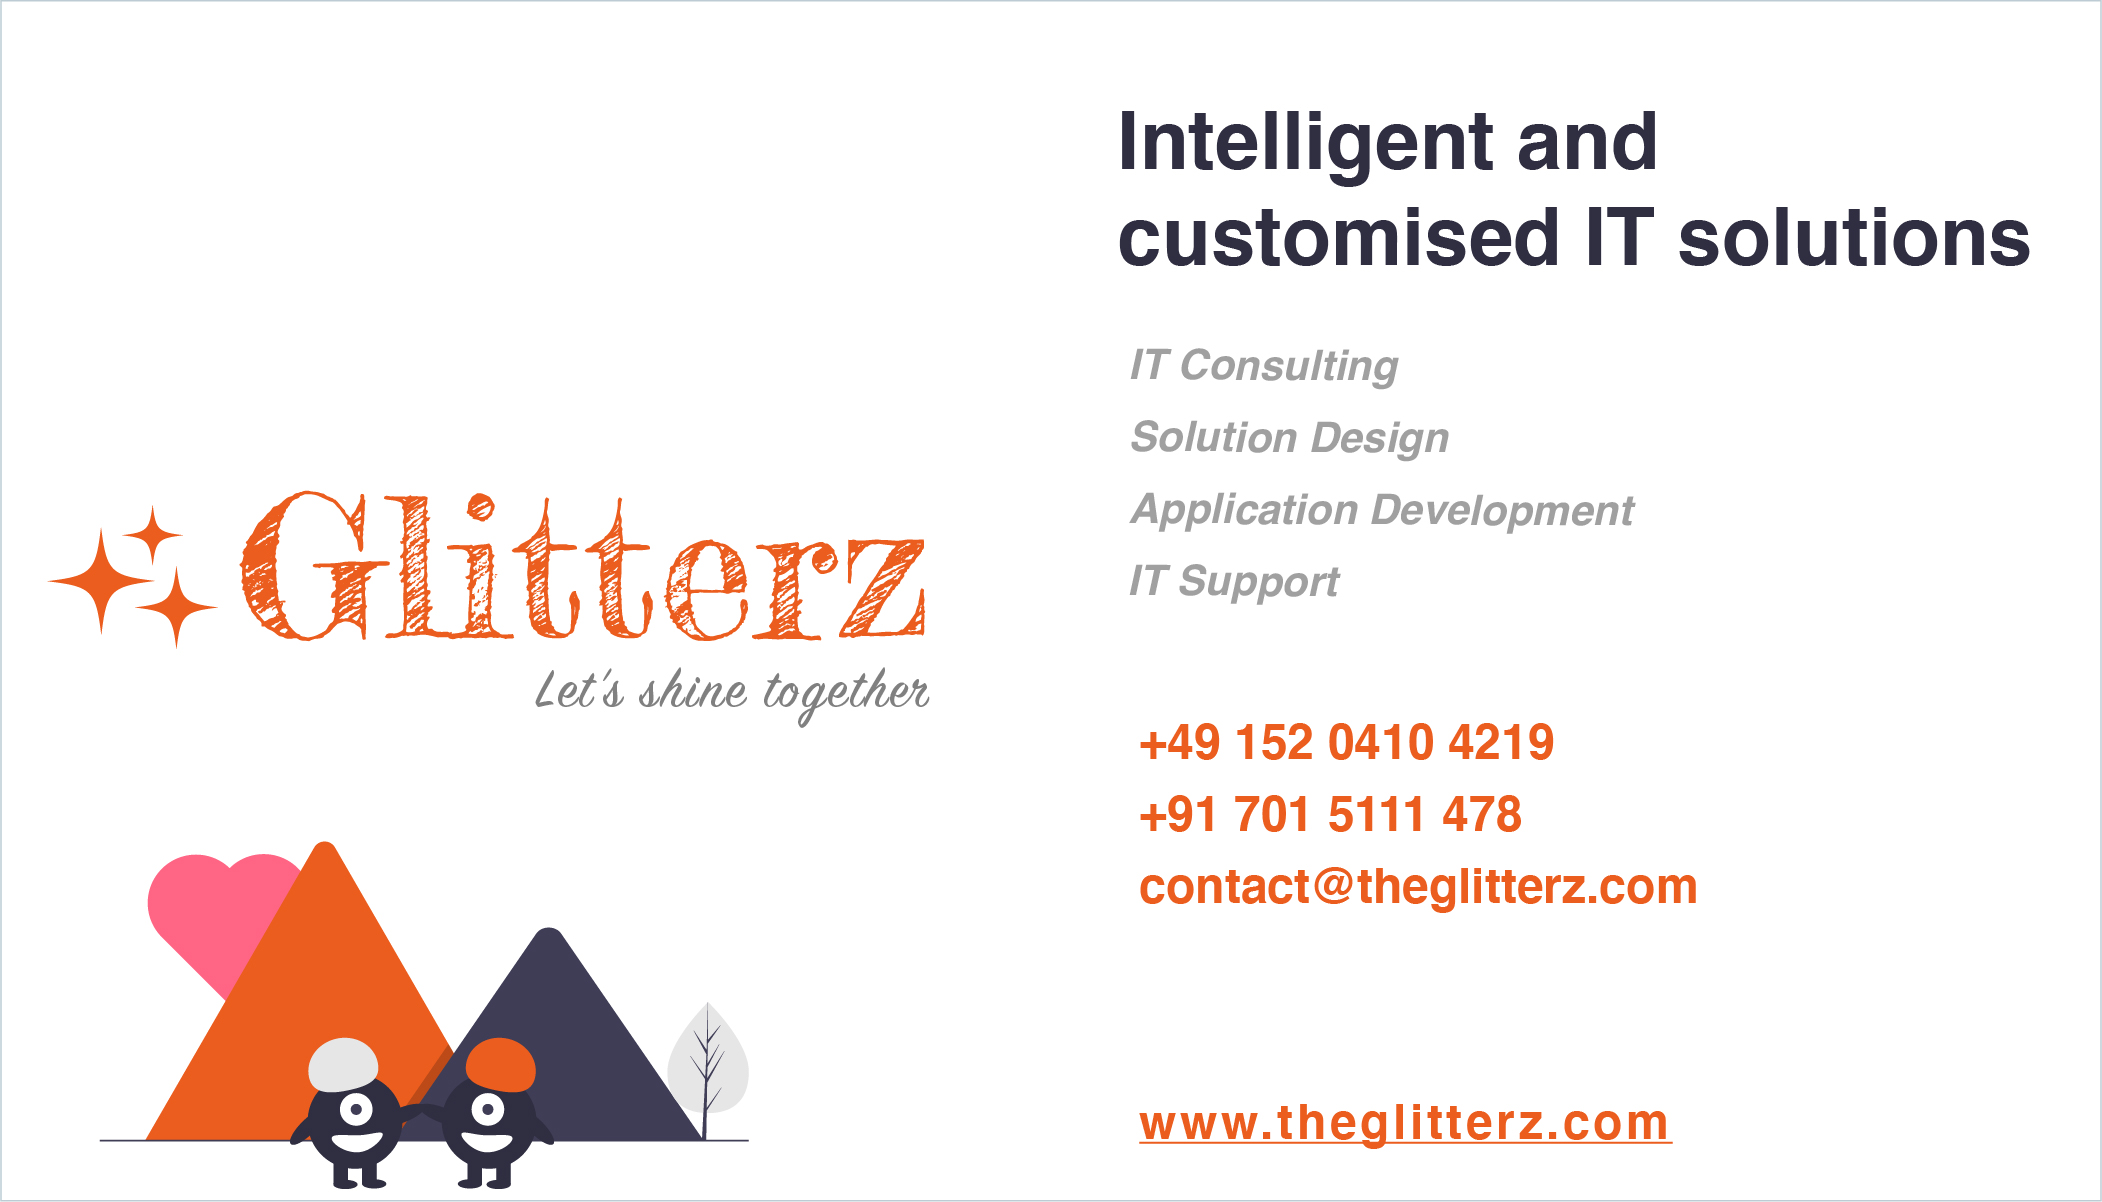 Glitterz
Let's shine together
Intelligent and
customised IT solutions
IT Consulting
Solution Design
Application Development
IT Support
+49 152 0410 4219
+91 701 5111 478
contact@theglitterz.com
www.theglitterz.com